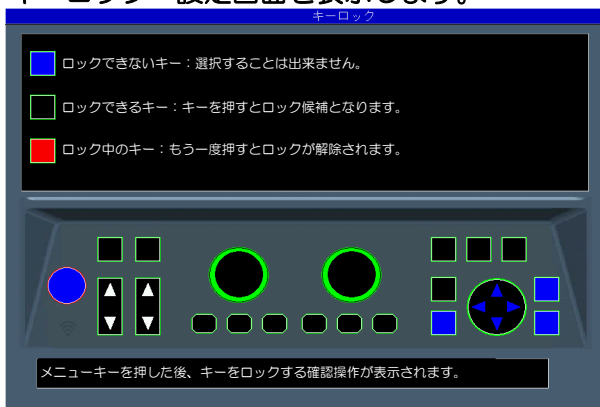 キーロック設定画面を表示します。
キーロック
ロックできないキー：選択することは出来ません。
ロックできるキー：キーを押すとロック候補となります。
ロック中のキー：もう一度押すとロックが解除されます。
メニューキーを押した後、キーをロックする確認操作が表示されます。